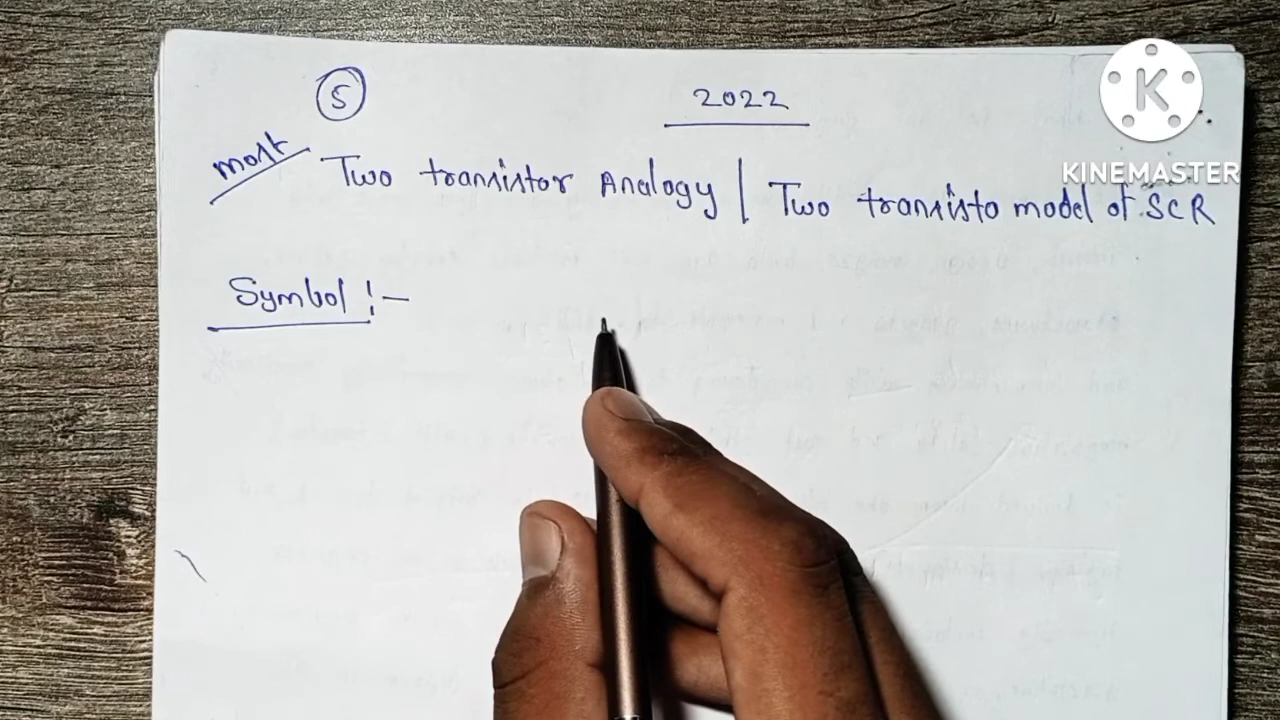 5
2022
most Two transistor Analogy | Two transisto model of SCR
Symbol :-
K
KINEMASTER